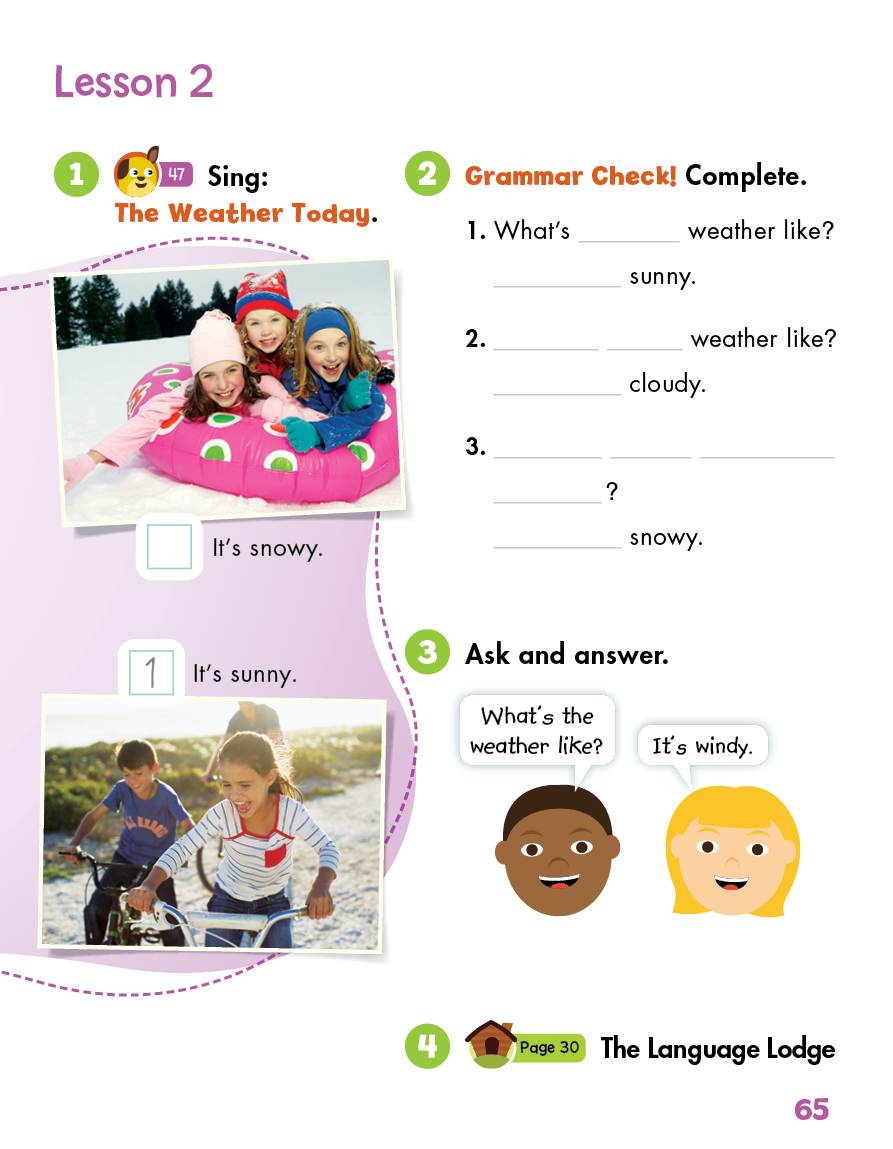 Lesson 2
1 47 Sing:
The Weather Today.
It's snowy.
1 It's sunny.
2 Grammar Check! Complete.
1. What's ________ weather like?
________ sunny.
2. ________ ________ weather like?
________ cloudy.
3. ________ ________ ________
________ ?
________ snowy.
3 Ask and answer.
What's the
weather like?
It's windy.
4 Page 30 The Language Lodge
65